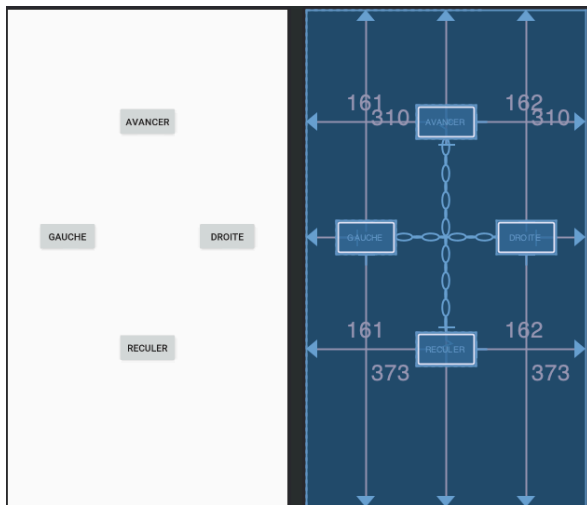 AVANCER
GAUCHE
DROITE
RECULER
161
162
310
310
AVANCER
GAUCHE
DROITE
161
162
RECULER
373
373